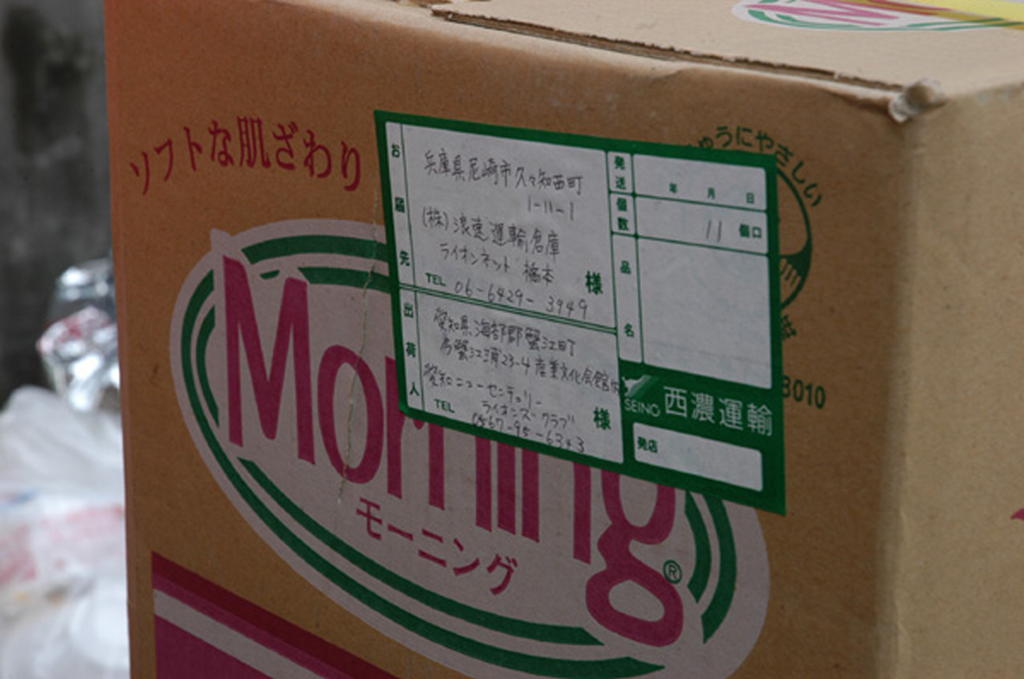 ソフトな肌ざわり
ゅうにやさしい
Morning
®
モーニング
3010
お届先
兵庫県尼崎市久々知西町
1-11-1
(株)浪速運輸倉庫
ライオンネット 橋本
様
TEL 06-6429-3949
出荷人
愛知県海部郡蟹江町
蟹江新田23-4 産業文化会館内
愛知ニューセンチュリー
ライオンズクラブ
様
TEL 0567-95-6343
発送 年 月 日
個数 11 個口
品名
SEINO 西濃運輸
発店